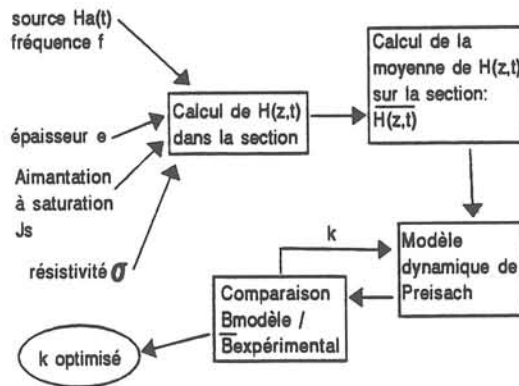 source Ha(t)
fréquence f
épaisseur e
Aimantation
à saturation
Js
résistivité σ
Calcul de H(z,t)
dans la section
Calcul de la
moyenne de H(z,t)
sur la section:
H(z,t)
Modèle
dynamique de
Preisach
k
Comparaison
Bmodèle /
Bexpérimental
k optimisé